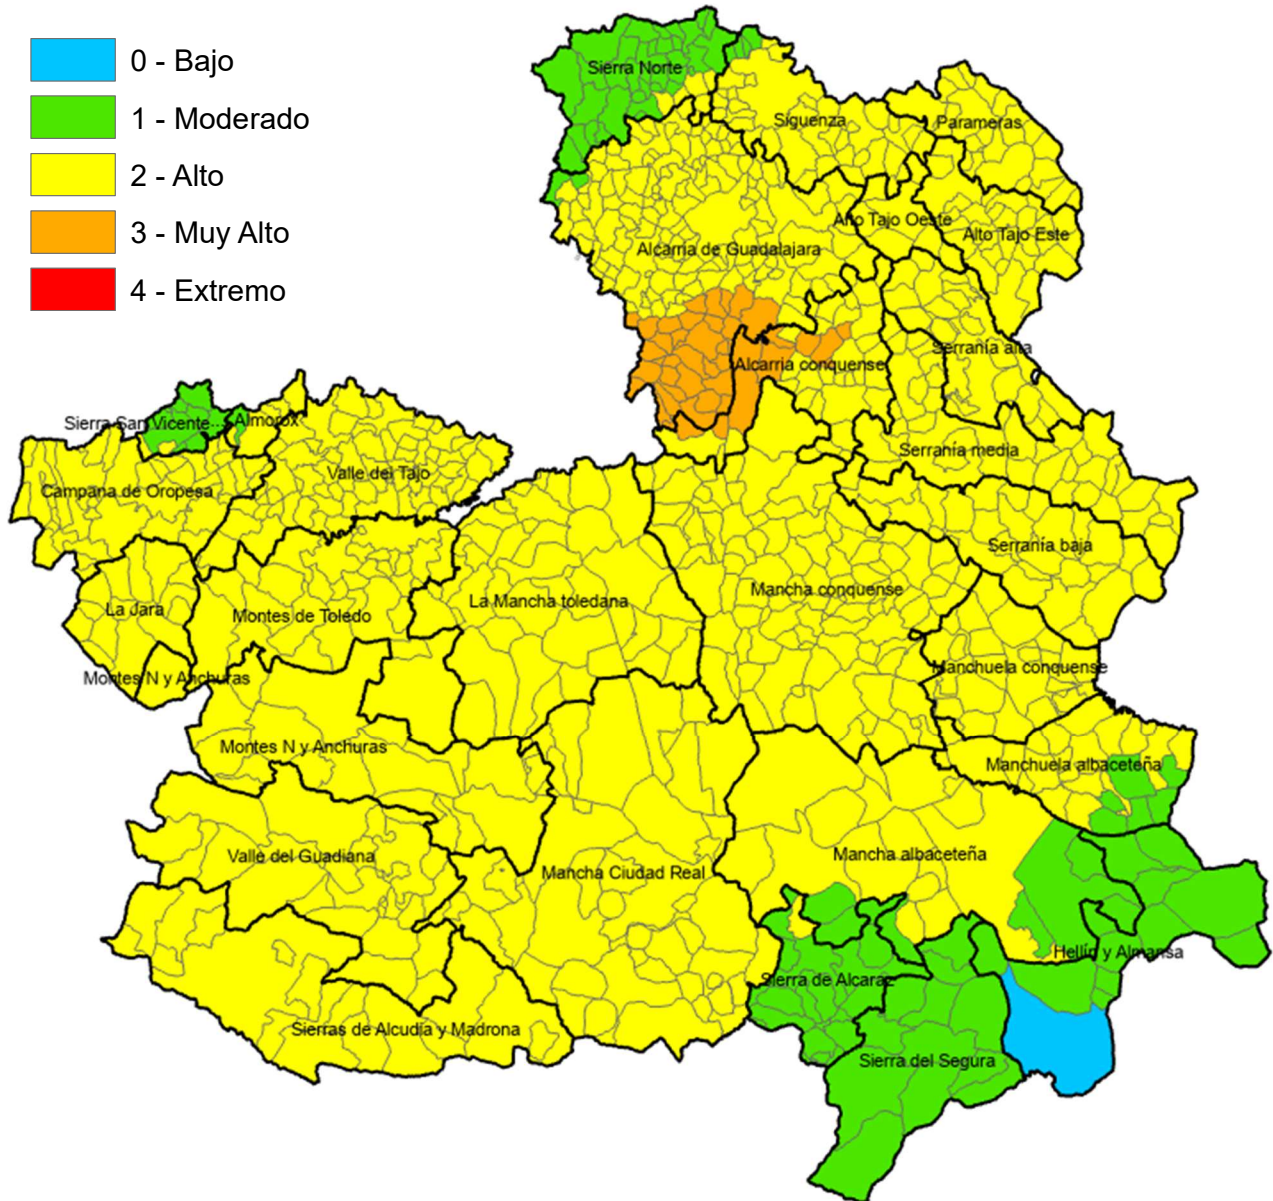 0 - Bajo
1 - Moderado
2 - Alto
3 - Muy Alto
4 - Extremo
Sierra Norte
Siguenza
Parameras
Alto Tajo Oeste
Alto Tajo Este
Alcarria de Guadalajara
Serranía alta
Alcarria conquense
Sierra San Vicente...
Almorox
Serranía media
Valle del Tajo
Campana de Oropesa
Serranía baja
Mancha conquense
La Mancha toledana
La Jara
Montes de Toledo
Manchuela conquense
Montes N y Anchuras
Montes N y Anchuras
Manchuela albaceteña
Mancha albaceteña
Valle del Guadiana
Mancha Ciudad Real
Hellín y Almansa
Sierra de Alcaraz
Sierras de Alcudia y Madrona
Sierra del Segura